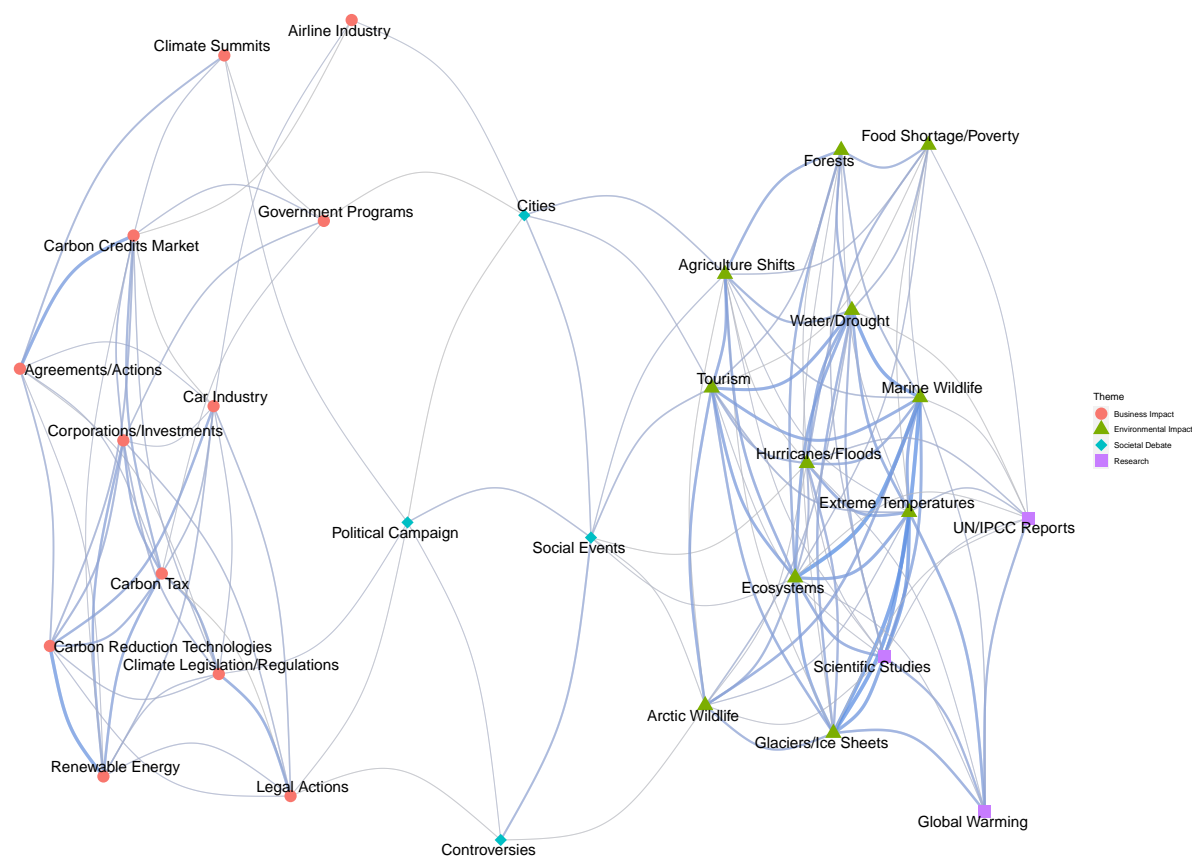 Airline Industry
Climate Summits
Food Shortage/Poverty
Forests
Cities
Government Programs
Carbon Credits Market
Agriculture Shifts
Water/Drought
Agreements/Actions
Tourism
Marine Wildlife
Car Industry
Corporations/Investments
Theme
Business Impact
Environmental Impact
Societal Debate
Research
Hurricanes/Floods
Extreme Temperatures
UN/IPCC Reports
Political Campaign
Social Events
Carbon Tax
Ecosystems
Carbon Reduction Technologies
Climate Legislation/Regulations
Scientific Studies
Arctic Wildlife
Glaciers/Ice Sheets
Renewable Energy
Legal Actions
Global Warming
Controversies